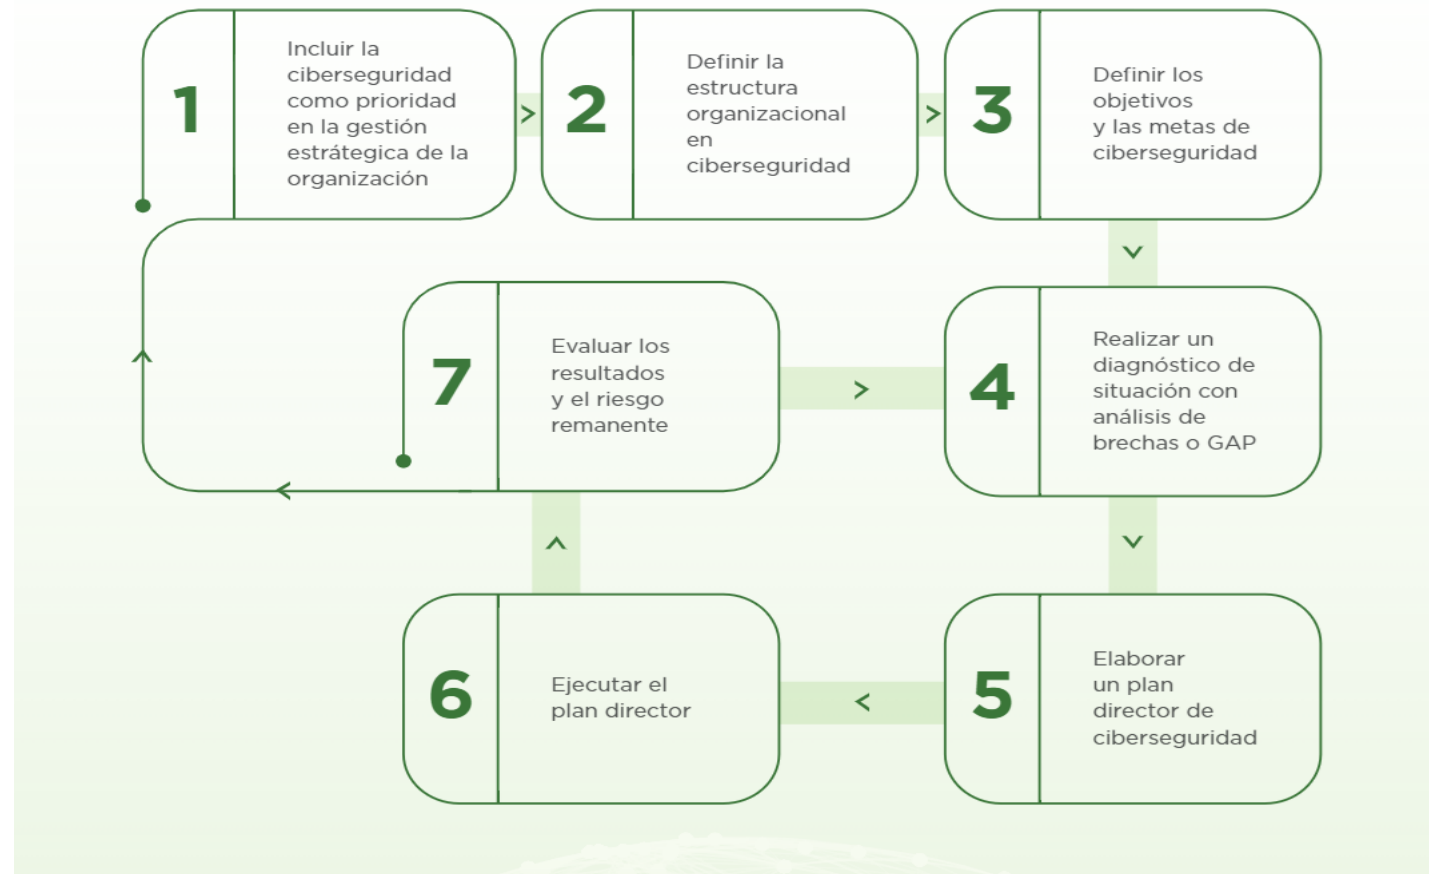 1
Incluir la
ciberseguridad
como prioridad
en la gestión
estrátegica de la
organización
2
Definir la
estructura
organizacional
en
ciberseguridad
3
Definir los
objetivos
y las metas de
ciberseguridad
4
Realizar un
diagnóstico de
situación con
análisis de
brechas o GAP
5
Elaborar
un plan
director de
ciberseguridad
6
Ejecutar el
plan director
7
Evaluar los
resultados
y el riesgo
remanente